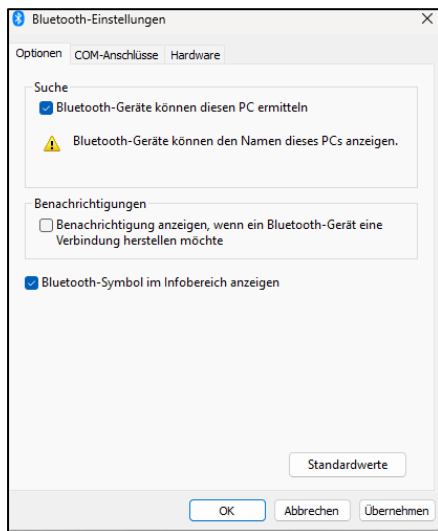 Bluetooth-Einstellungen
Optionen COM-Anschlüsse Hardware
Suche
Bluetooth-Geräte können diesen PC ermitteln
Bluetooth-Geräte können den Namen dieses PCs anzeigen.
Benachrichtigungen
Benachrichtigung anzeigen, wenn ein Bluetooth-Gerät eine
Verbindung herstellen möchte
Bluetooth-Symbol im Infobereich anzeigen
Standardwerte
OK Abbrechen Übernehmen